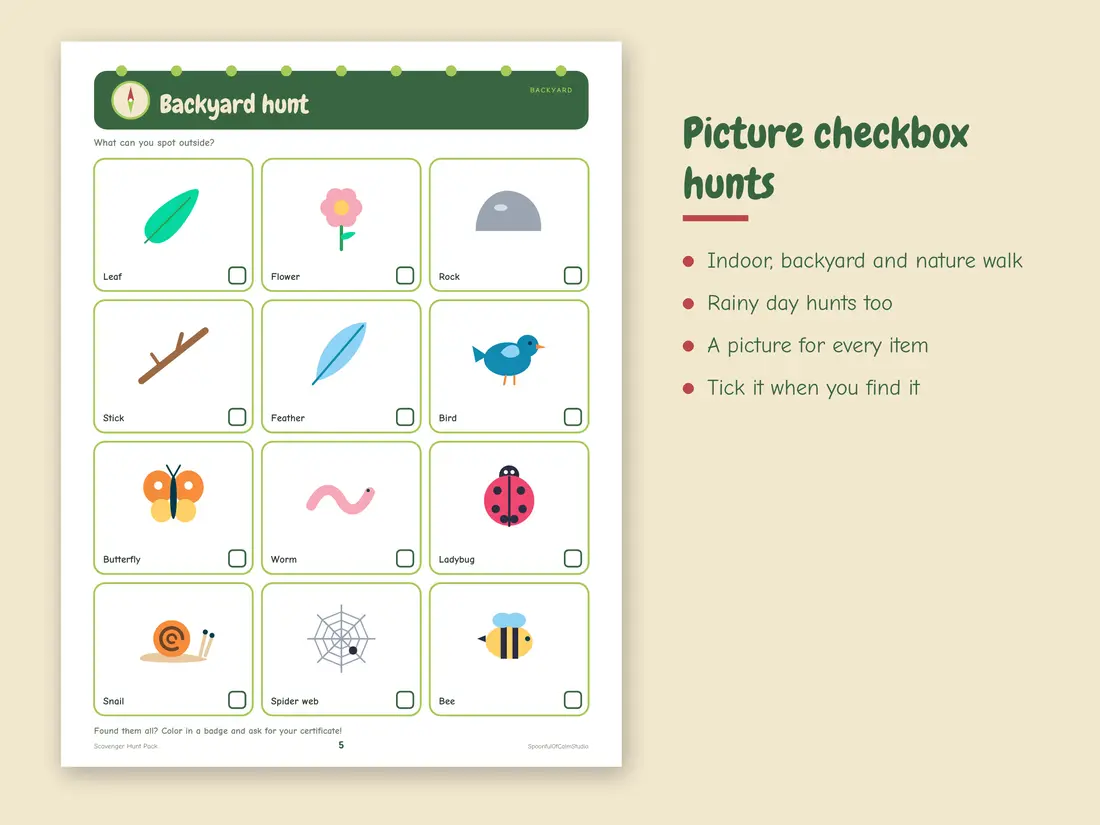 Backyard hunt
BACKYARD
What can you spot outside?
Leaf
Flower
Rock
Stick
Feather
Bird
Butterfly
Worm
Ladybug
Snail
Spider web
Bee
Found them all? Color in a badge and ask for your certificate!
Scavenger Hunt Pack
5
SpoonfulOfCalmStudio
Picture checkbox
hunts
Indoor, backyard and nature walk
Rainy day hunts too
A picture for every item
Tick it when you find it